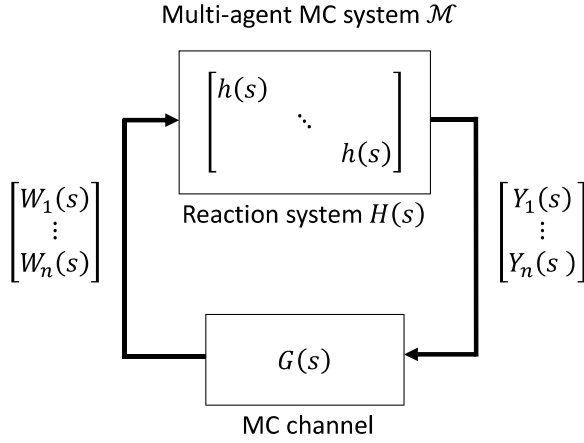 Multi-agent MC system ℳ
h(s)
⋱
h(s)
Reaction system H(s)
W₁(s)
⋮
Wₙ(s)
Y₁(s)
⋮
Yₙ(s )
G(s)
MC channel